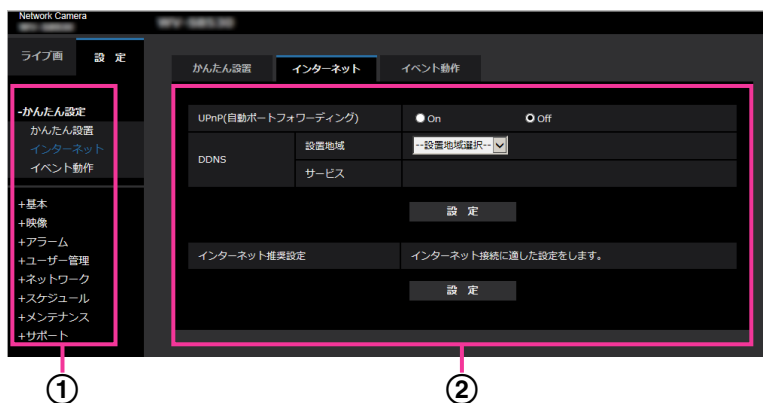 Network Camera
ライブ画
設 定
かんたん設置
インターネット
イベント動作
-かんたん設定
かんたん設置
インターネット
イベント動作
+基本
+映像
+アラーム
+ユーザー管理
+ネットワーク
+スケジュール
+メンテナンス
+サポート
UPnP(自動ポートフォワーディング)
On
Off
DDNS
設置地域
--設置地域選択--
サービス
設 定
インターネット推奨設定
インターネット接続に適した設定をします。
設 定
①
②